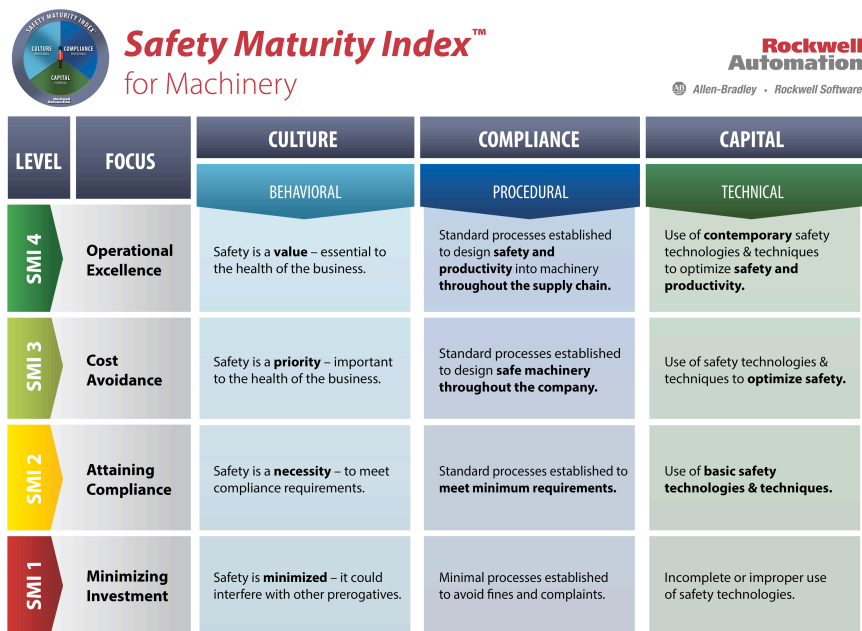 SAFETY MATURITY INDEX
CULTURE
COMPLIANCE
CAPITAL
Rockwell
Automation
Safety Maturity Index™
for Machinery
Rockwell
Automation
AB Allen-Bradley • Rockwell Software
LEVEL
FOCUS
CULTURE
COMPLIANCE
CAPITAL
BEHAVIORAL
PROCEDURAL
TECHNICAL
SMI 4
Operational
Excellence
Safety is a value – essential to
the health of the business.
Standard processes established
to design safety and
productivity into machinery
throughout the supply chain.
Use of contemporary safety
technologies & techniques
to optimize safety and
productivity.
SMI 3
Cost
Avoidance
Safety is a priority – important
to the health of the business.
Standard processes established
to design safe machinery
throughout the company.
Use of safety technologies &
techniques to optimize safety.
SMI 2
Attaining
Compliance
Safety is a necessity – to meet
compliance requirements.
Standard processes established to
meet minimum requirements.
Use of basic safety
technologies & techniques.
SMI 1
Minimizing
Investment
Safety is minimized – it could
interfere with other prerogatives.
Minimal processes established
to avoid fines and complaints.
Incomplete or improper use
of safety technologies.